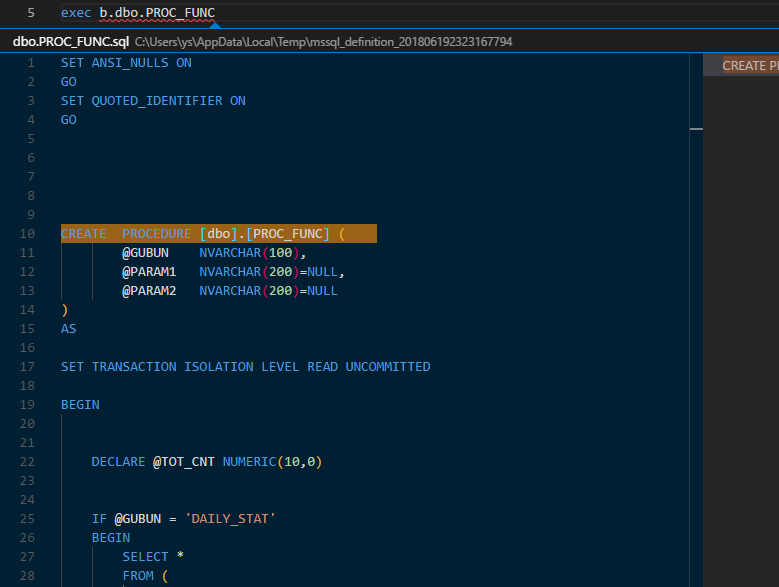 5 exec b.dbo.PROC_FUNC
dbo.PROC_FUNC.sql C:\Users\ys\AppData\Local\Temp\mssql_definition_201806192323167794
1 SET ANSI_NULLS ON
2 GO
3 SET QUOTED_IDENTIFIER ON
4 GO
5
6
7
8
9
10 CREATE  PROCEDURE [dbo].[PROC_FUNC] (
11         @GUBUN    NVARCHAR(100),
12         @PARAM1   NVARCHAR(200)=NULL,
13         @PARAM2   NVARCHAR(200)=NULL
14 )
15 AS
16
17 SET TRANSACTION ISOLATION LEVEL READ UNCOMMITTED
18
19 BEGIN
20
21
22     DECLARE @TOT_CNT NUMERIC(10,0)
23
24
25     IF @GUBUN = 'DAILY_STAT'
26     BEGIN
27         SELECT *
28         FROM (
CREATE P